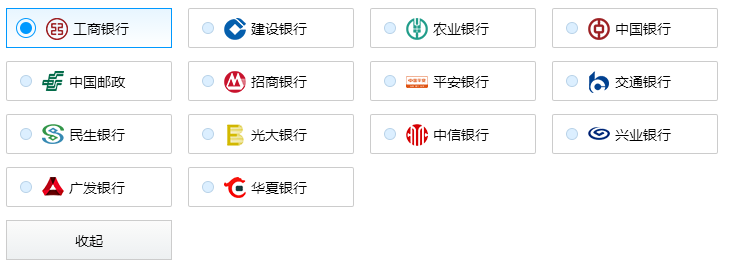 工商银行 建设银行 农业银行 中国银行
中国邮政 招商银行 平安银行 交通银行
民生银行 光大银行 中信银行 兴业银行
广发银行 华夏银行
收起